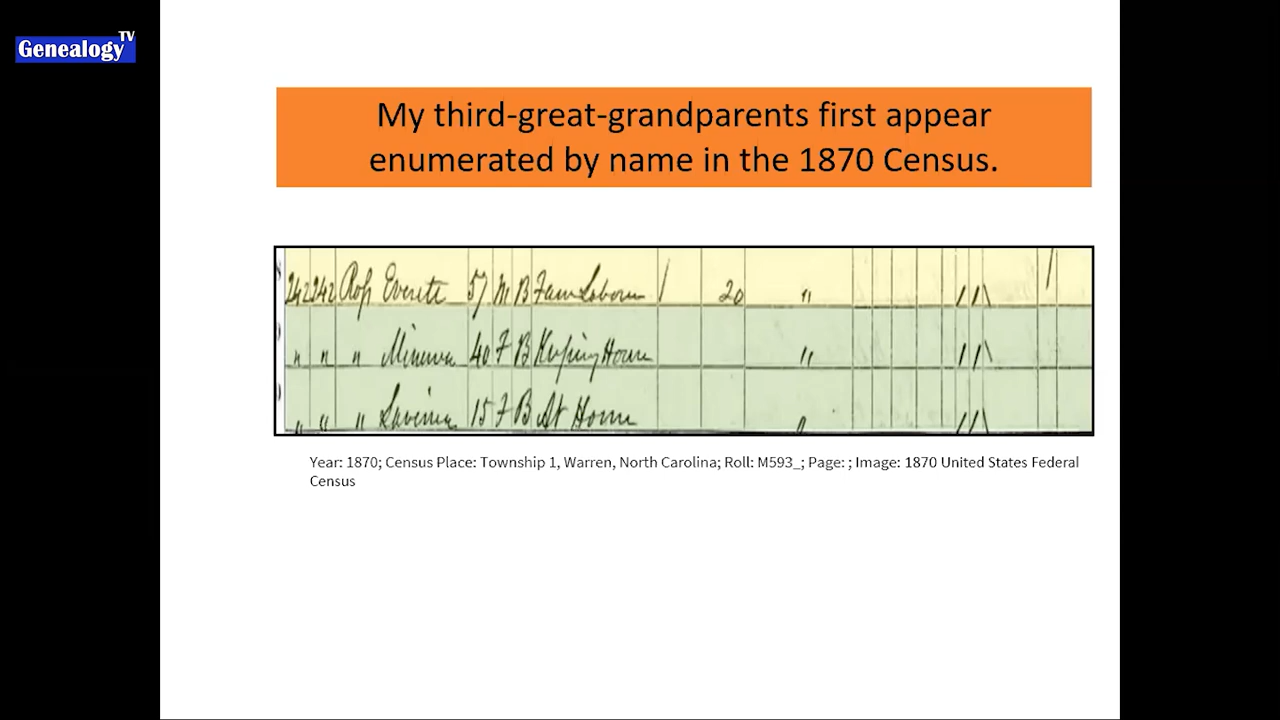 Genealogy TV
My third-great-grandparents first appear
enumerated by name in the 1870 Census.
242 242 Everete 57 M B Farm Laborer 1 20 "
" " " Minerva 40 F B Keeping House "
" " " Lavinia 15 F B At Home "
Year: 1870; Census Place: Township 1, Warren, North Carolina; Roll: M593_; Page: ; Image: 1870 United States Federal
Census